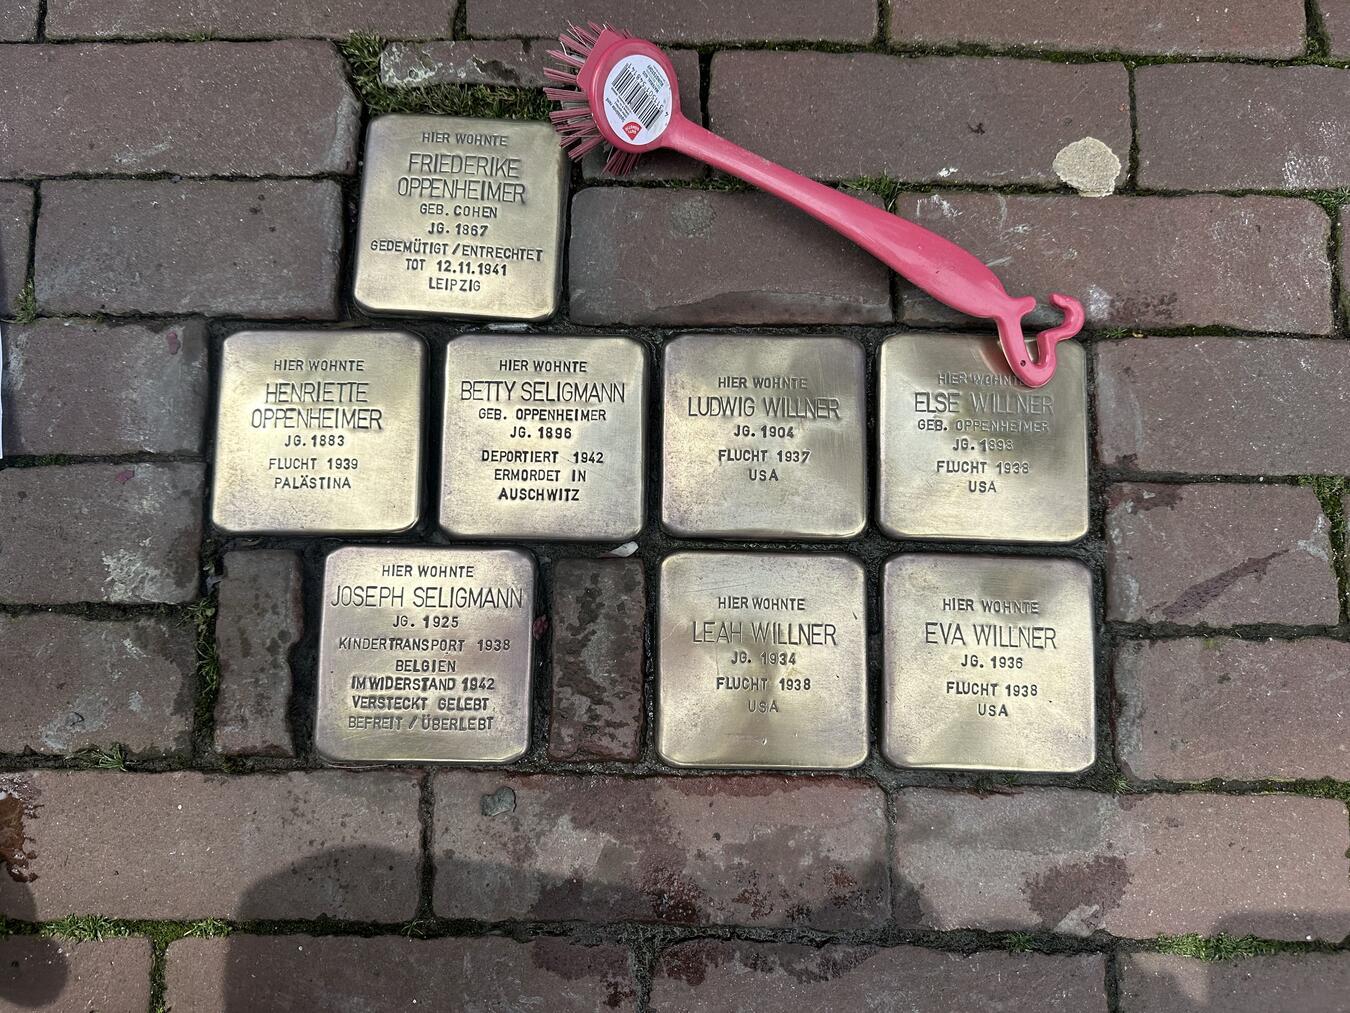 HIER WOHNTE
FRIEDERIKE
OPPENHEIMER
GEB. COHEN
JG. 1867
GEDEMÜTIGT / ENTRECHTET
TOT 12.11.1941
LEIPZIG
HIER WOHNTE
HENRIETTE
OPPENHEIMER
JG. 1883
FLUCHT 1939
PALÄSTINA
HIER WOHNTE
BETTY SELIGMANN
GEB. OPPENHEIMER
JG. 1896
DEPORTIERT 1942
ERMORDET IN
AUSCHWITZ
HIER WOHNTE
LUDWIG WILLNER
JG. 1904
FLUCHT 1937
USA
HIER WOHNTE
ELSE WILLNER
GEB. OPPENHEIMER
JG. 1898
FLUCHT 1938
USA
HIER WOHNTE
JOSEPH SELIGMANN
JG. 1925
KINDERTRANSPORT 1938
BELGIEN
IM WIDERSTAND 1942
VERSTECKT GELEBT
BEFREIT / ÜBERLEBT
HIER WOHNTE
LEAH WILLNER
JG. 1934
FLUCHT 1938
USA
HIER WOHNTE
EVA WILLNER
JG. 1936
FLUCHT 1938
USA